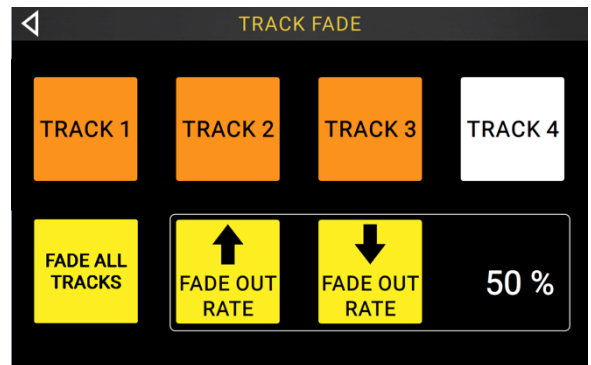 TRACK FADE
TRACK 1
TRACK 2
TRACK 3
TRACK 4
FADE ALL
TRACKS
FADE OUT
RATE
FADE OUT
RATE
50 %